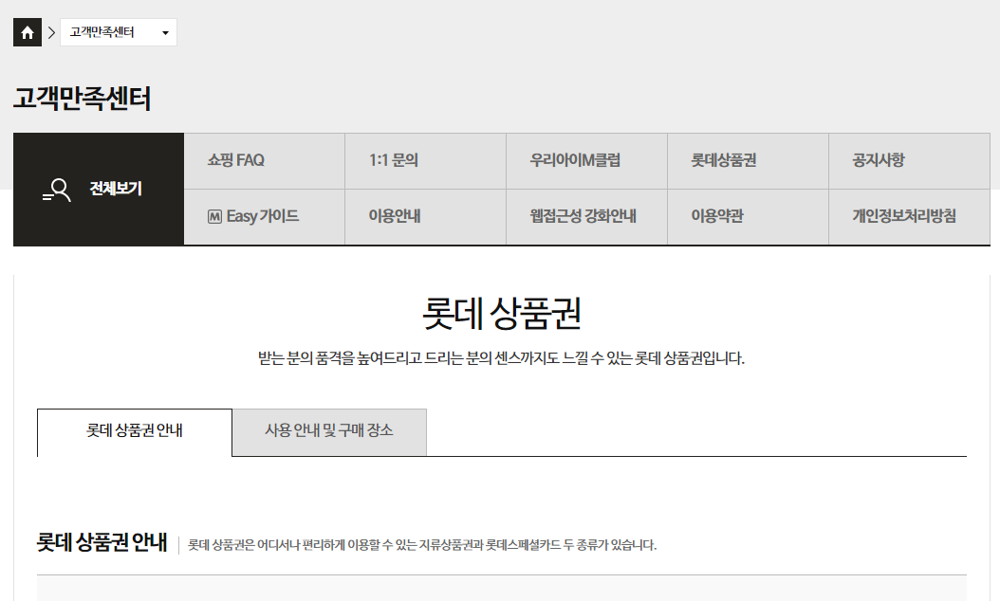 고객만족센터
고객만족센터
전체보기
쇼핑 FAQ
1:1 문의
우리아이M클럽
롯데상품권
공지사항
M Easy 가이드
이용안내
웹접근성 강화안내
이용약관
개인정보처리방침
롯데 상품권
받는 분의 품격을 높여드리고 드리는 분의 센스까지도 느낄 수 있는 롯데 상품권입니다.
롯데 상품권 안내
사용 안내 및 구매 장소
롯데 상품권 안내
롯데 상품권은 어디서나 편리하게 이용할 수 있는 지류상품권과 롯데스페셜카드 두 종류가 있습니다.